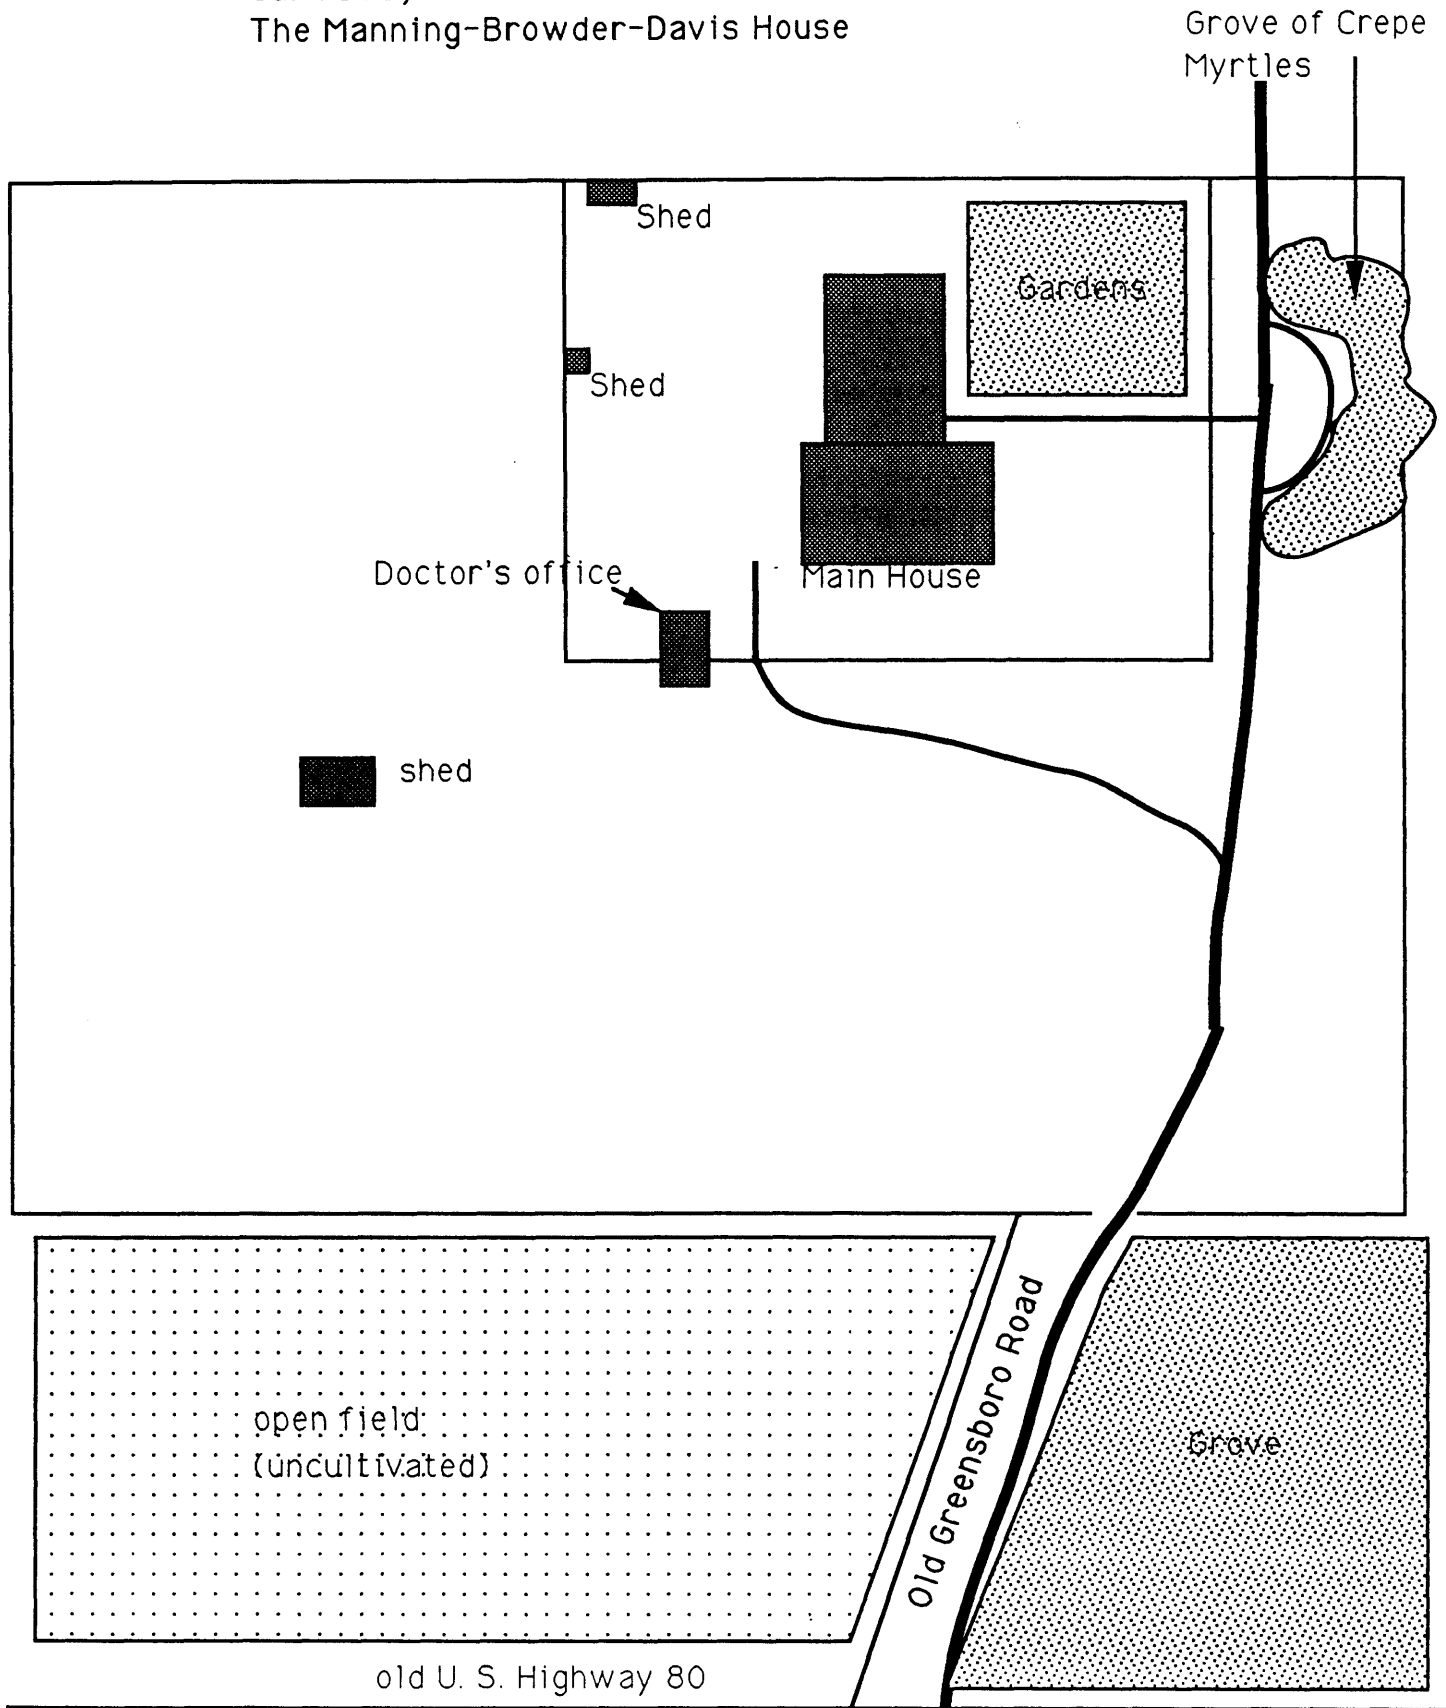 The Manning-Browder-Davis House
Grove of Crepe
Myrtles
Shed
Gardens
Shed
Doctor's office
Main House
shed
Old Greensboro Road
open field
(uncultivated)
Grove
old U. S. Highway 80